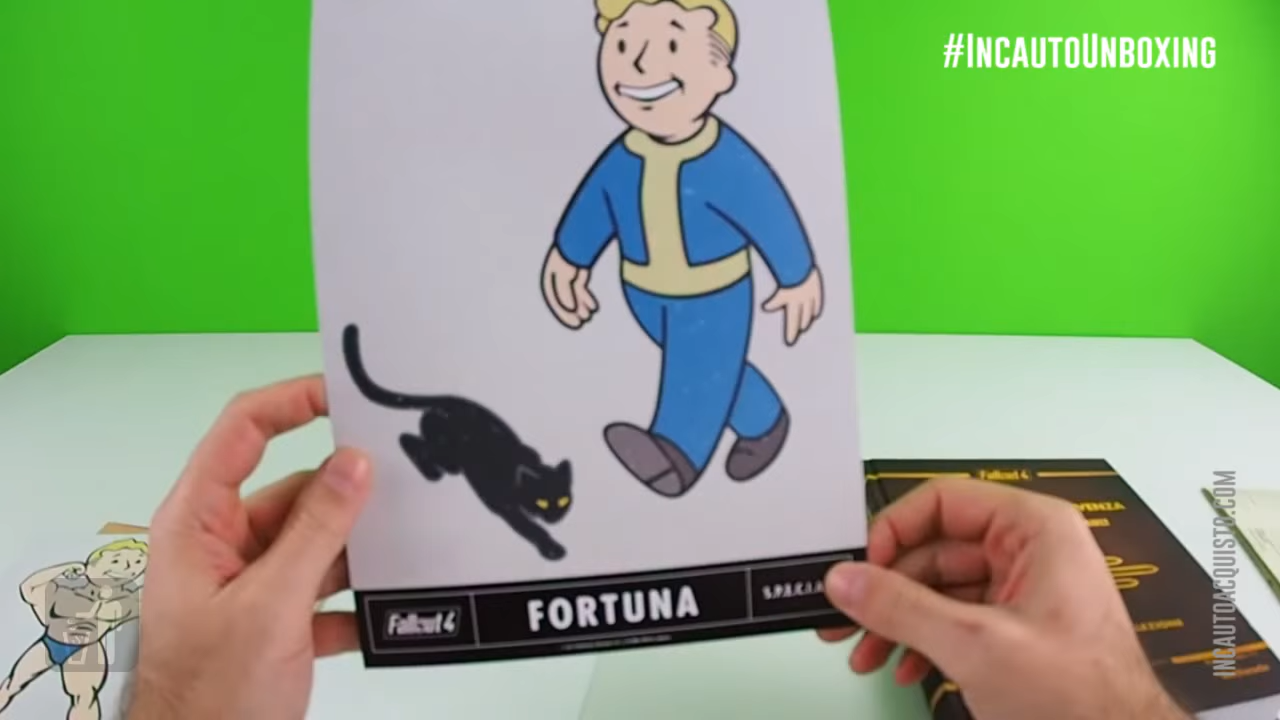 #INCAUTOUNBOXING
Fallout 4
FORTUNA
S.P.E.C.I.A.L.
Fallout 4
INCAUTOACQUISTO.COM